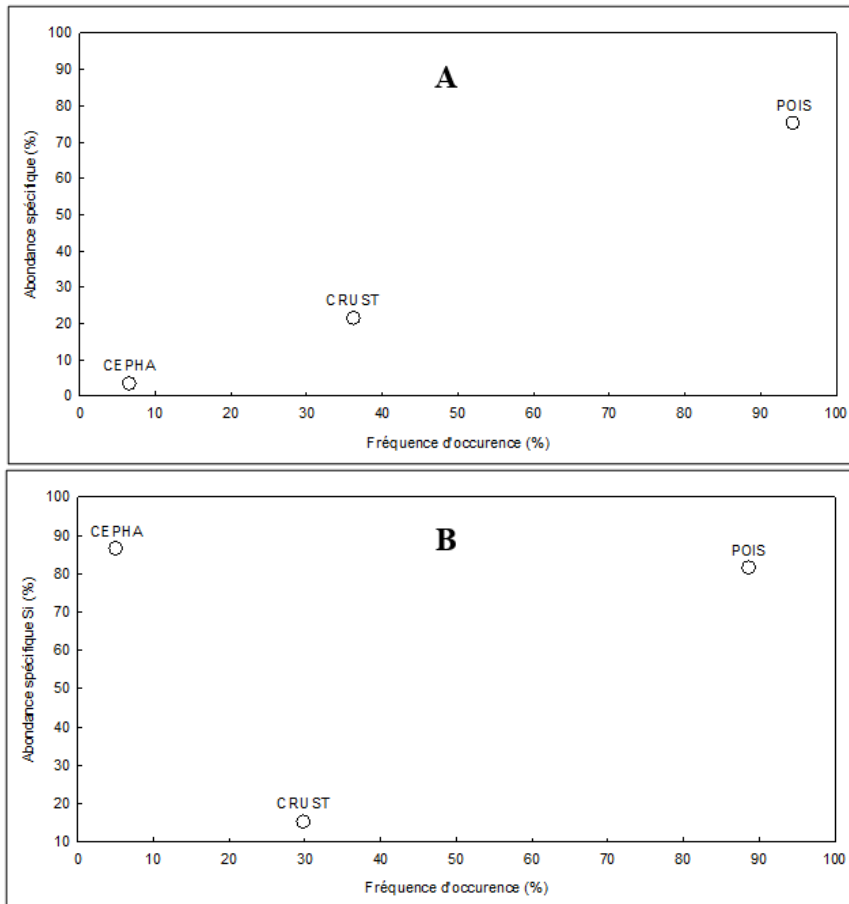 A
Abondance spécifique (%)
100
90
80
70
60
50
40
30
20
10
0
POIS
CRUST
CEPHA
0 10 20 30 40 50 60 70 80 90 100
Fréquence d'occurence (%)
B
Abondance spécifique Si (%)
100
90
80
70
60
50
40
30
20
10
CEPHA
POIS
CRUST
0 10 20 30 40 50 60 70 80 90 100
Fréquence d'occurence (%)